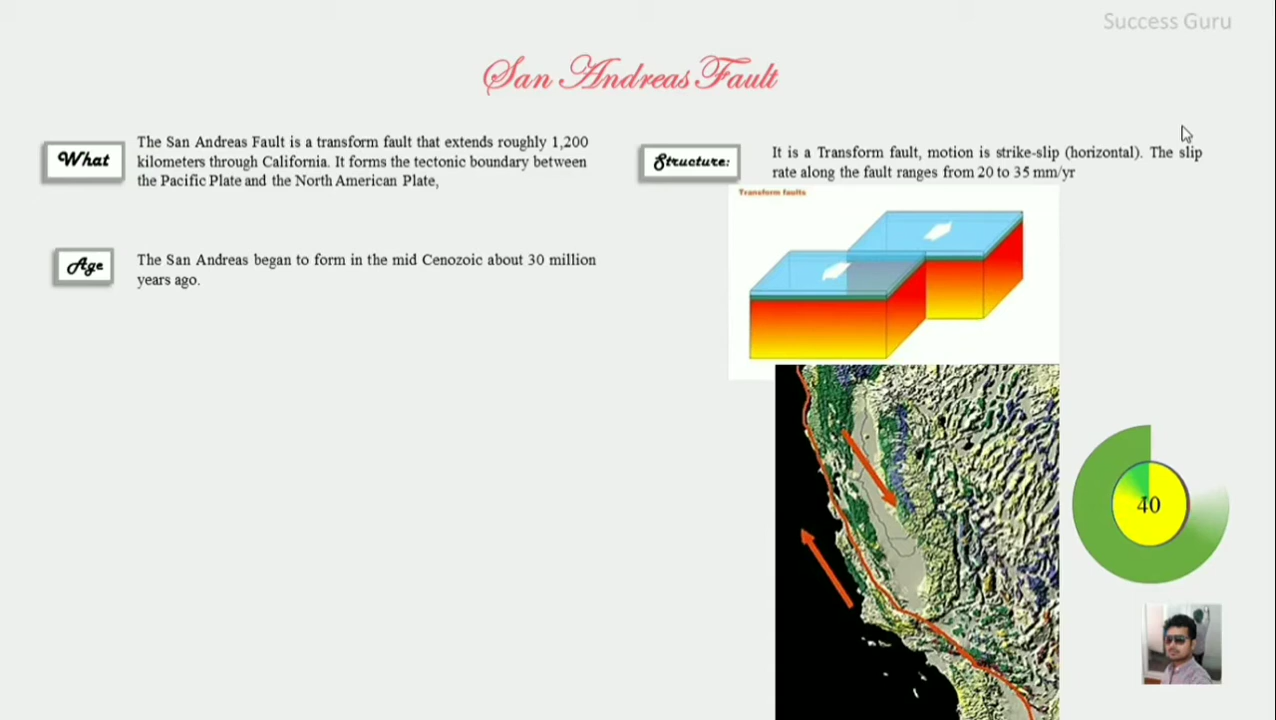 Success Guru
San Andreas Fault
What
The San Andreas Fault is a transform fault that extends roughly 1,200
kilometers through California. It forms the tectonic boundary between
the Pacific Plate and the North American Plate,
Age
The San Andreas began to form in the mid Cenozoic about 30 million
years ago.
Structure:
It is a Transform fault, motion is strike-slip (horizontal). The slip
rate along the fault ranges from 20 to 35 mm/yr
Transform faults
40